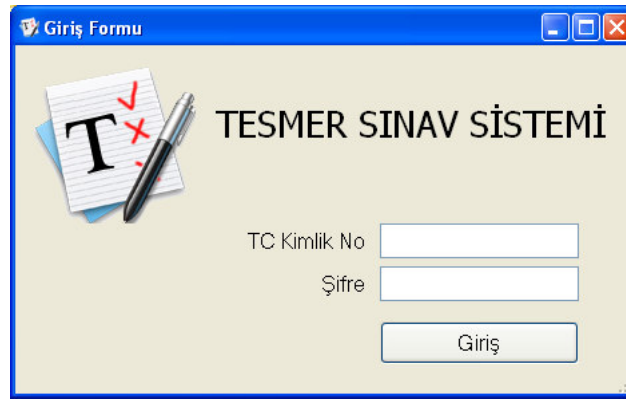 Giriş Formu
T
TESMER SINAV SİSTEMİ
TC Kimlik No
Şifre
Giriş